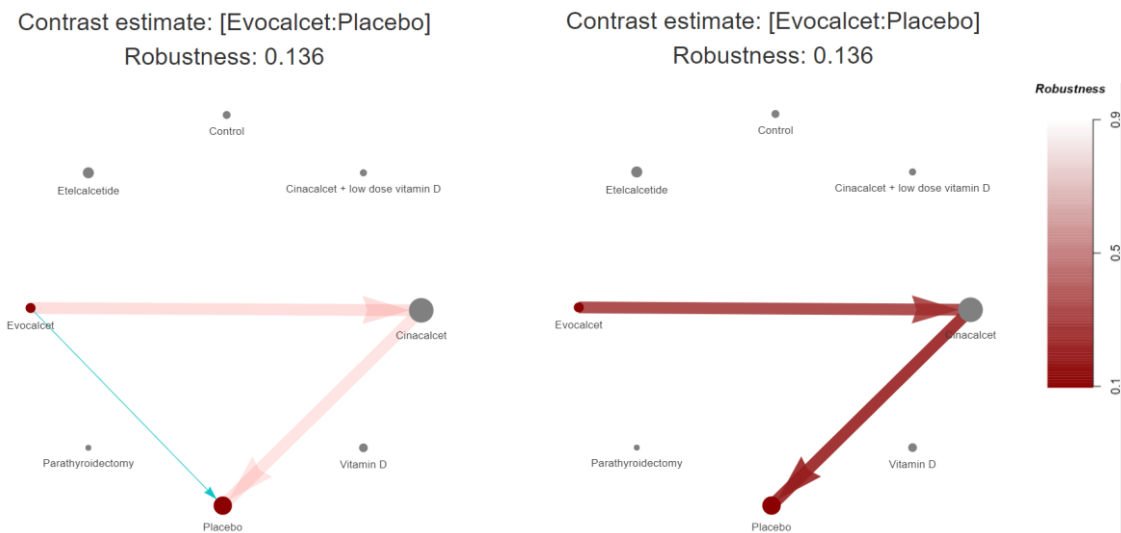 Contrast estimate: [Evocalcet:Placebo]
Robustness: 0.136
Control
Etelcalcetide
Cinacalcet + low dose vitamin D
Evocalcet
Cinacalcet
Parathyroidectomy
Vitamin D
Placebo
Contrast estimate: [Evocalcet:Placebo]
Robustness: 0.136
Control
Etelcalcetide
Cinacalcet + low dose vitamin D
Evocalcet
Cinacalcet
Parathyroidectomy
Vitamin D
Placebo
Robustness
0.9
0.5
0.1